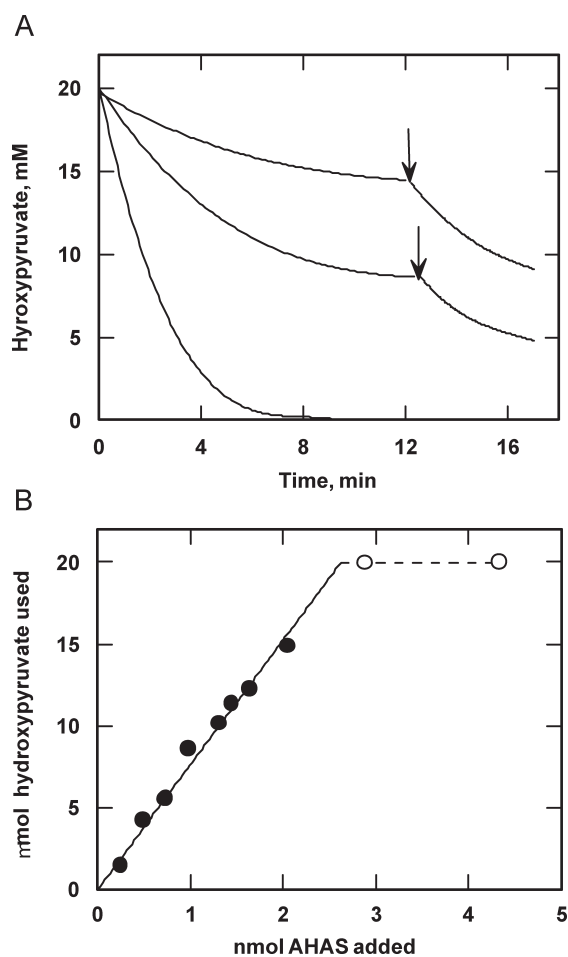 A
Hyroxypyruvate, mM
20
15
10
5
0
0 4 8 12 16
Time, min
B
mmol hydroxypyruvate used
20
15
10
5
0
0 1 2 3 4 5
nmol AHAS added